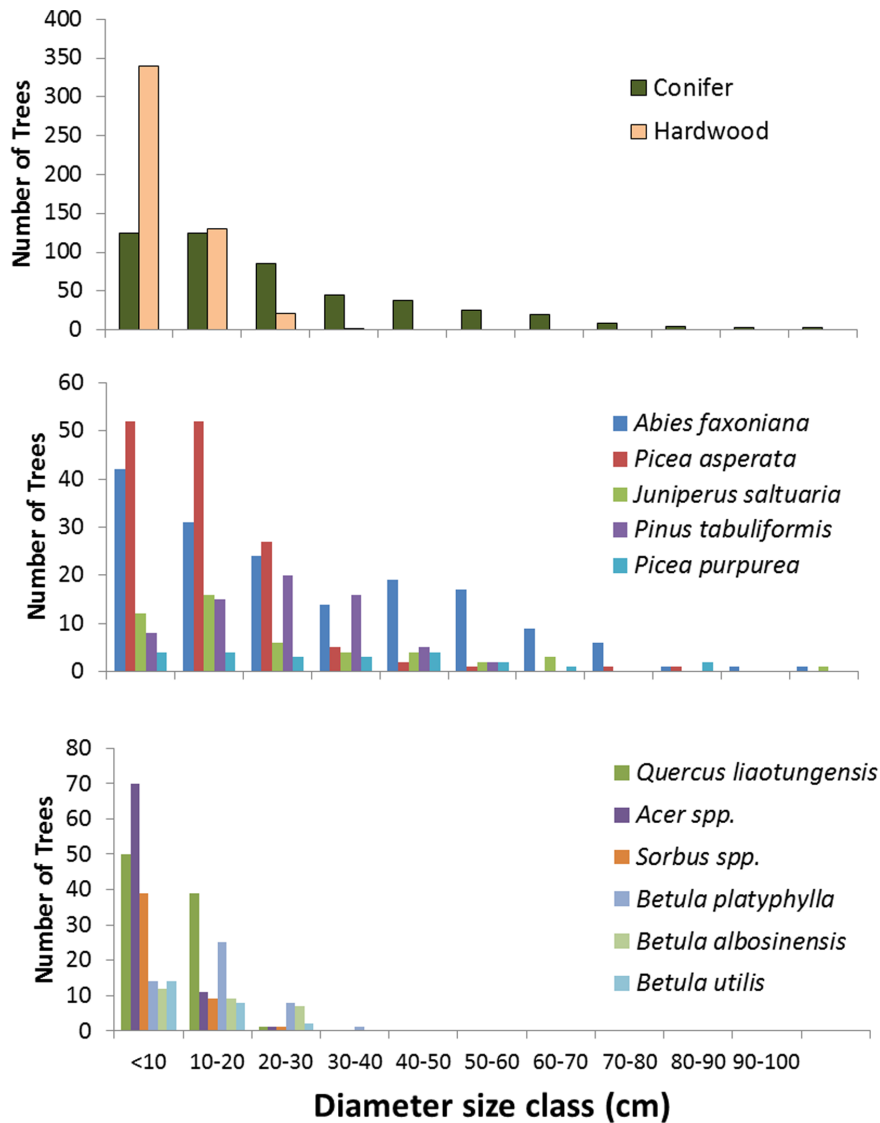 Number of Trees
400
350
300
250
200
150
100
50
0
Conifer
Hardwood
Number of Trees
60
50
40
30
20
10
0
Abies faxoniana
Picea asperata
Juniperus saltuaria
Pinus tabuliformis
Picea purpurea
Number of Trees
80
70
60
50
40
30
20
10
0
Quercus liaotungensis
Acer spp.
Sorbus spp.
Betula platyphylla
Betula albosinensis
Betula utilis
<10 10-20 20-30 30-40 40-50 50-60 60-70 70-80 80-90 90-100
Diameter size class (cm)